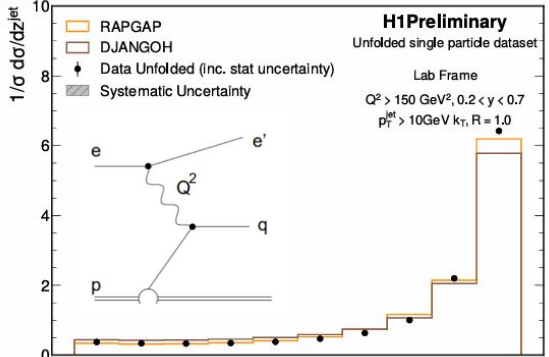 10
8
6
4
2
0
1/σ dσ/dz^jet
RAPGAP
DJANGOH
Data Unfolded (inc. stat uncertainty)
Systematic Uncertainty
H1Preliminary
Unfolded single particle dataset
Lab Frame
Q² > 150 GeV², 0.2 < y < 0.7
p_T^jet > 10GeV k_T, R = 1.0
e
e'
Q²
q
p